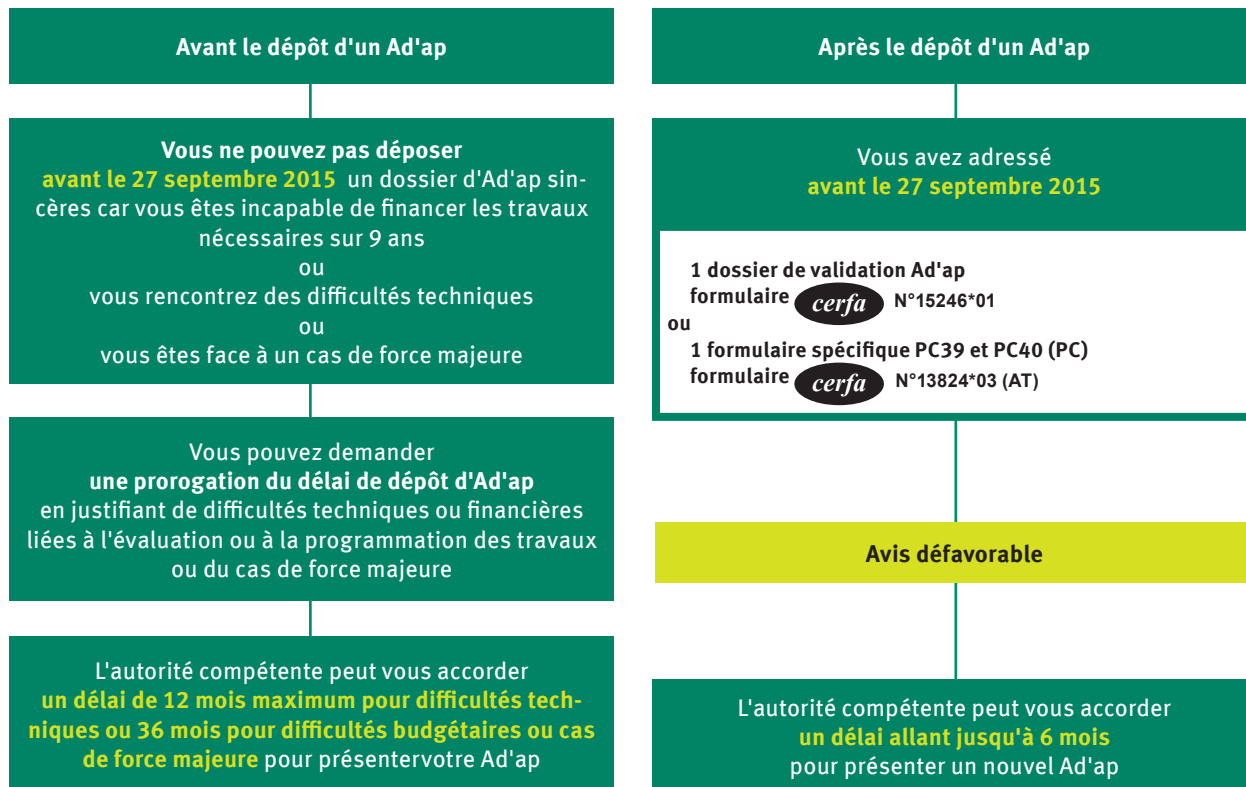 Avant le dépôt d'un Ad'ap
Vous ne pouvez pas déposer
avant le 27 septembre 2015 un dossier d'Ad'ap sin-
cères car vous êtes incapable de financer les travaux
nécessaires sur 9 ans
ou
vous rencontrez des difficultés techniques
ou
vous êtes face à un cas de force majeure
Vous pouvez demander
une prorogation du délai de dépôt d'Ad'ap
en justifiant de difficultés techniques ou financières
liées à l'évaluation ou à la programmation des travaux
ou du cas de force majeure
L'autorité compétente peut vous accorder
un délai de 12 mois maximum pour difficultés tech-
niques ou 36 mois pour difficultés budgétaires ou cas
de force majeure pour présentervotre Ad'ap
Après le dépôt d'un Ad'ap
Vous avez adressé
avant le 27 septembre 2015
1 dossier de validation Ad'ap
formulaire cerfa N°15246*01
ou
1 formulaire spécifique PC39 et PC40 (PC)
formulaire cerfa N°13824*03 (AT)
Avis défavorable
L'autorité compétente peut vous accorder
un délai allant jusqu'à 6 mois
pour présenter un nouvel Ad'ap